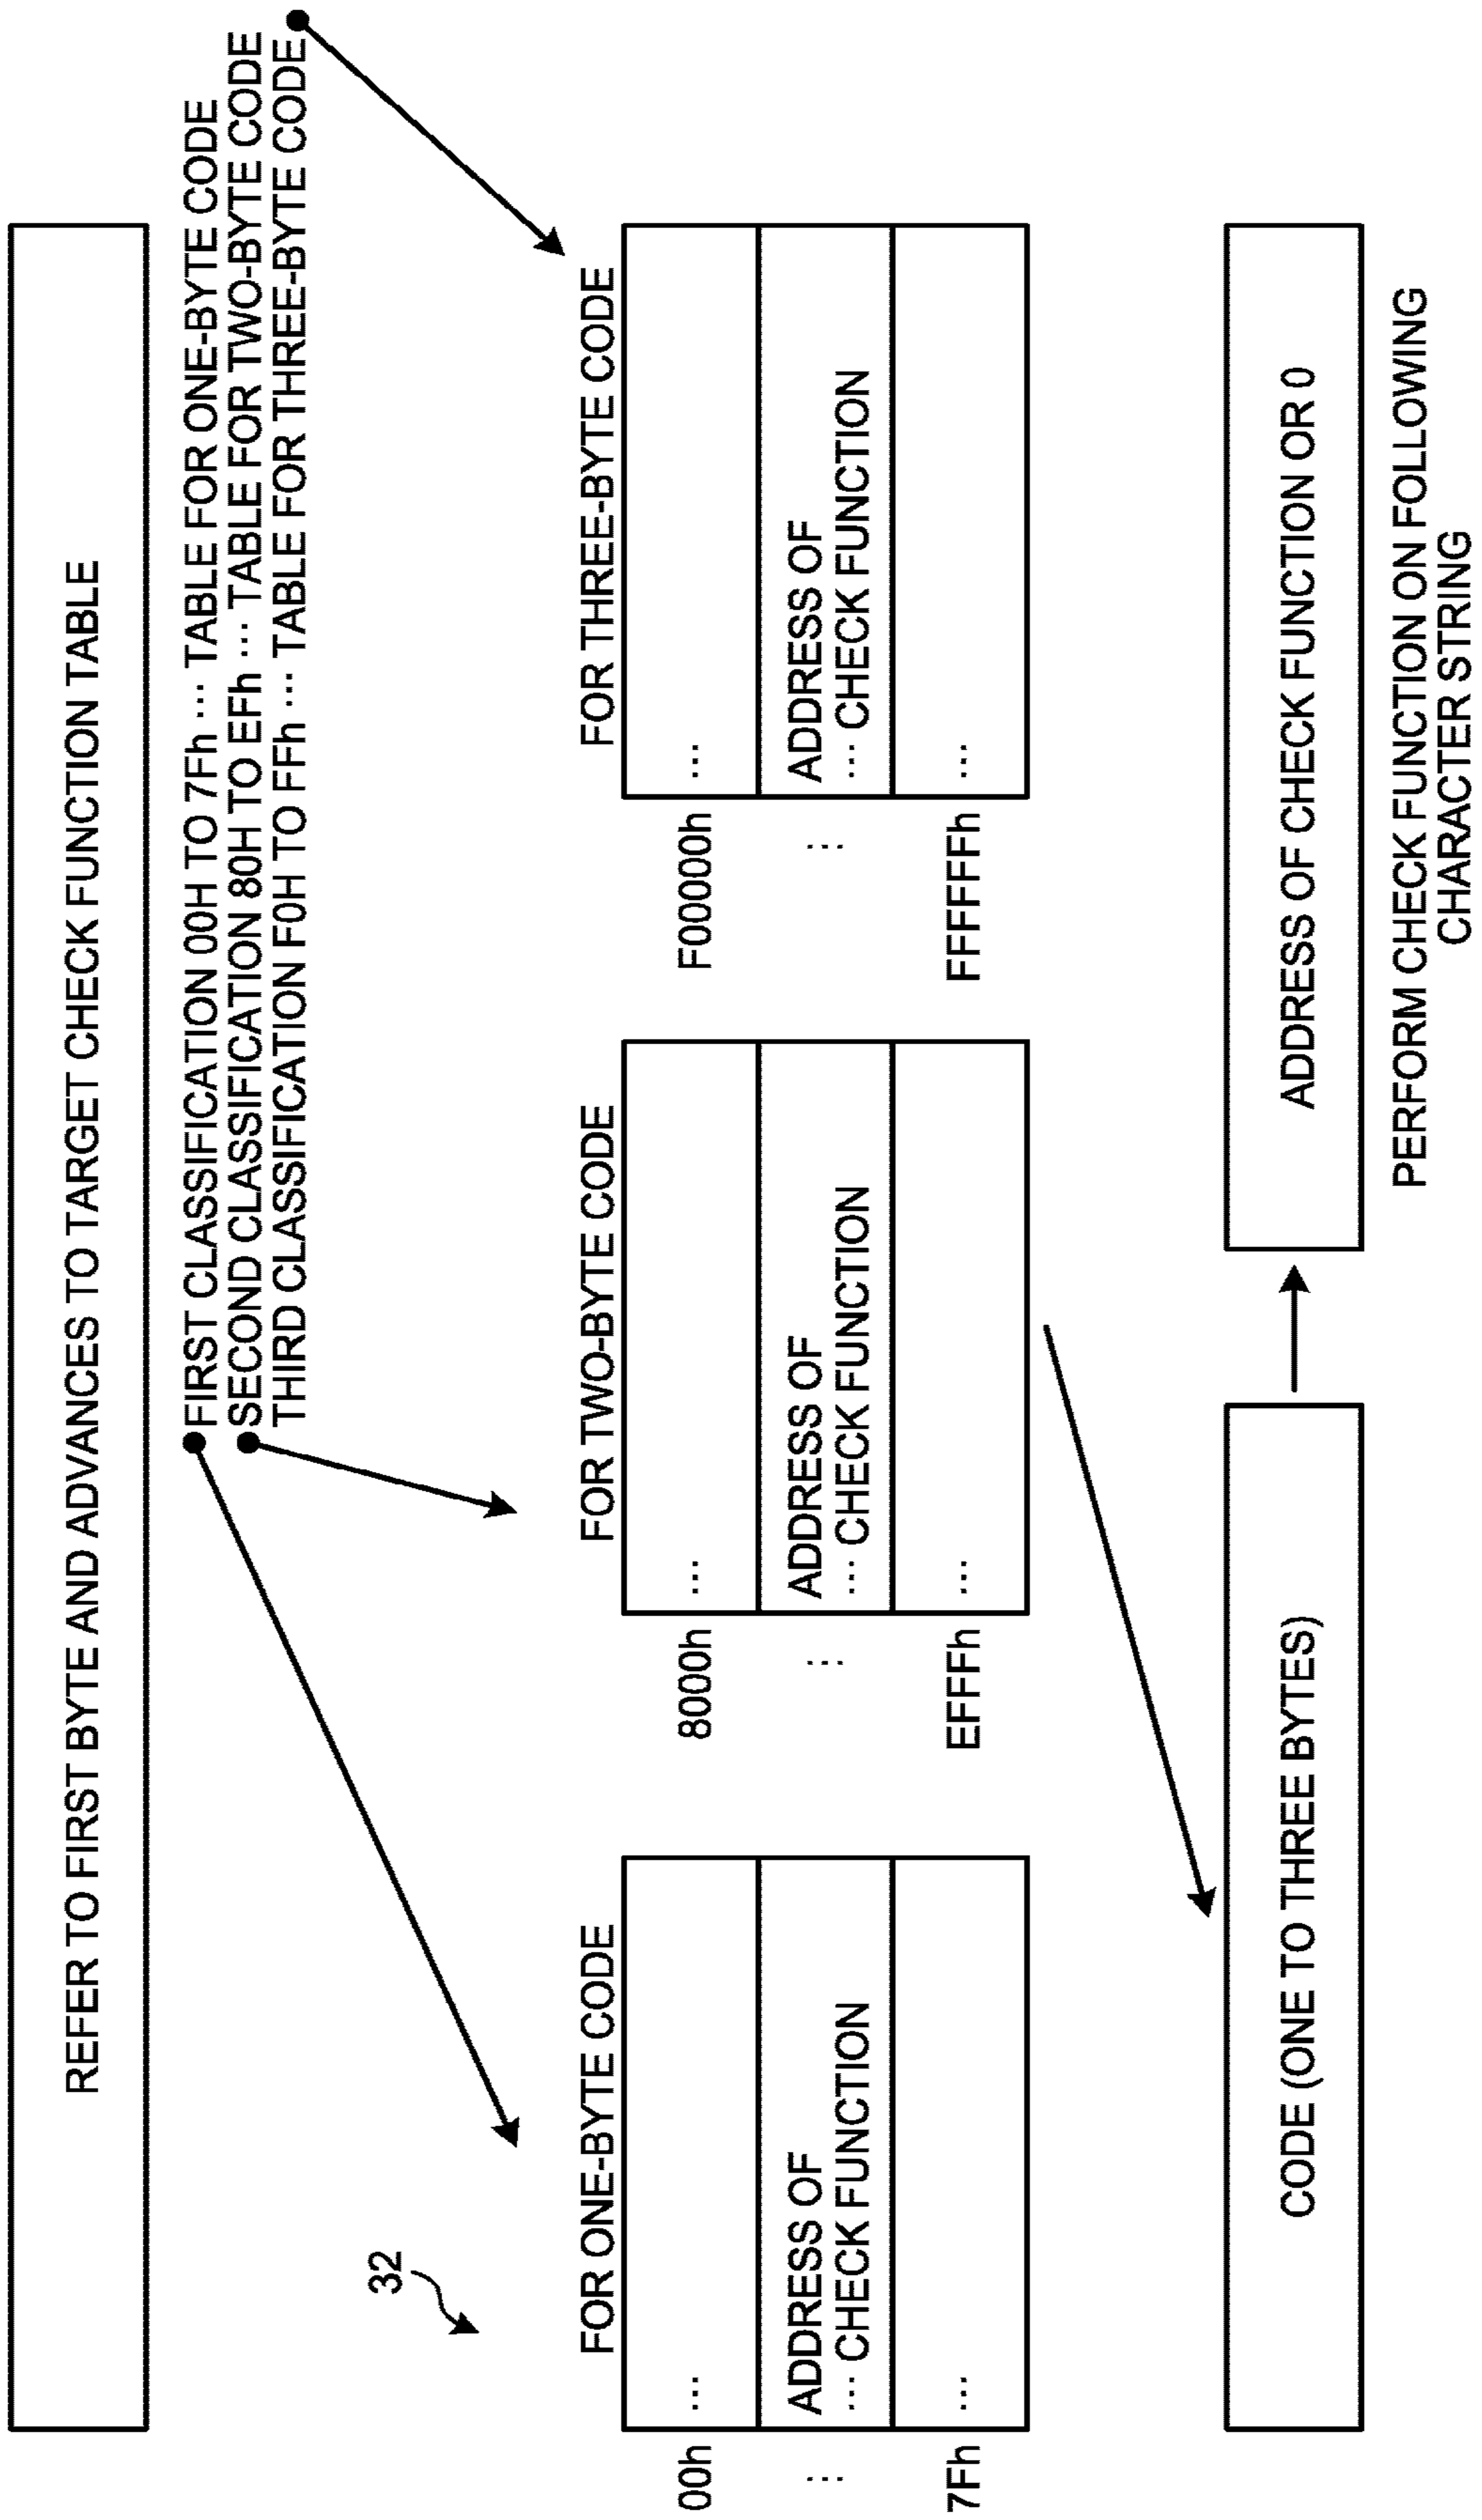 REFER TO FIRST BYTE AND ADVANCES TO TARGET CHECK FUNCTION TABLE
FIRST CLASSIFICATION 00H TO 7Fh ··· TABLE FOR ONE-BYTE CODE
SECOND CLASSIFICATION 80H TO EFh ··· TABLE FOR TWO-BYTE CODE
THIRD CLASSIFICATION F0H TO FFh ··· TABLE FOR THREE-BYTE CODE
32
FOR ONE-BYTE CODE
00h
···
⋮
ADDRESS OF
··· CHECK FUNCTION
7Fh
···
FOR TWO-BYTE CODE
8000h
···
⋮
ADDRESS OF
··· CHECK FUNCTION
EFFFh
···
FOR THREE-BYTE CODE
F00000h
···
⋮
ADDRESS OF
··· CHECK FUNCTION
FFFFFFh
···
CODE (ONE TO THREE BYTES)
ADDRESS OF CHECK FUNCTION OR 0
PERFORM CHECK FUNCTION ON FOLLOWING
CHARACTER STRING